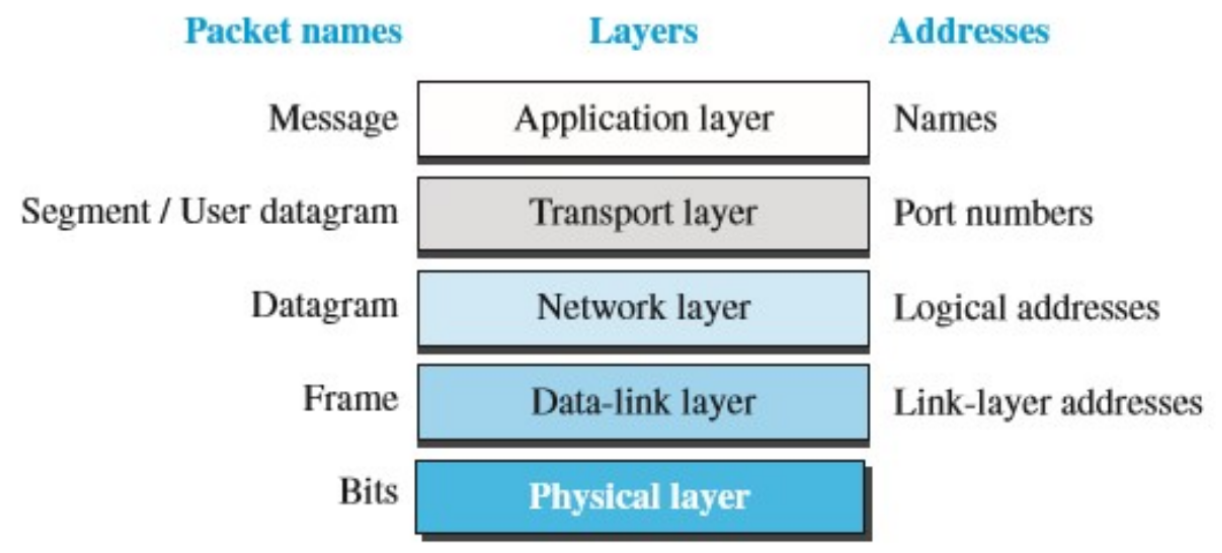 Packet names Layers Addresses
Message Application layer Names
Segment / User datagram Transport layer Port numbers
Datagram Network layer Logical addresses
Frame Data-link layer Link-layer addresses
Bits Physical layer